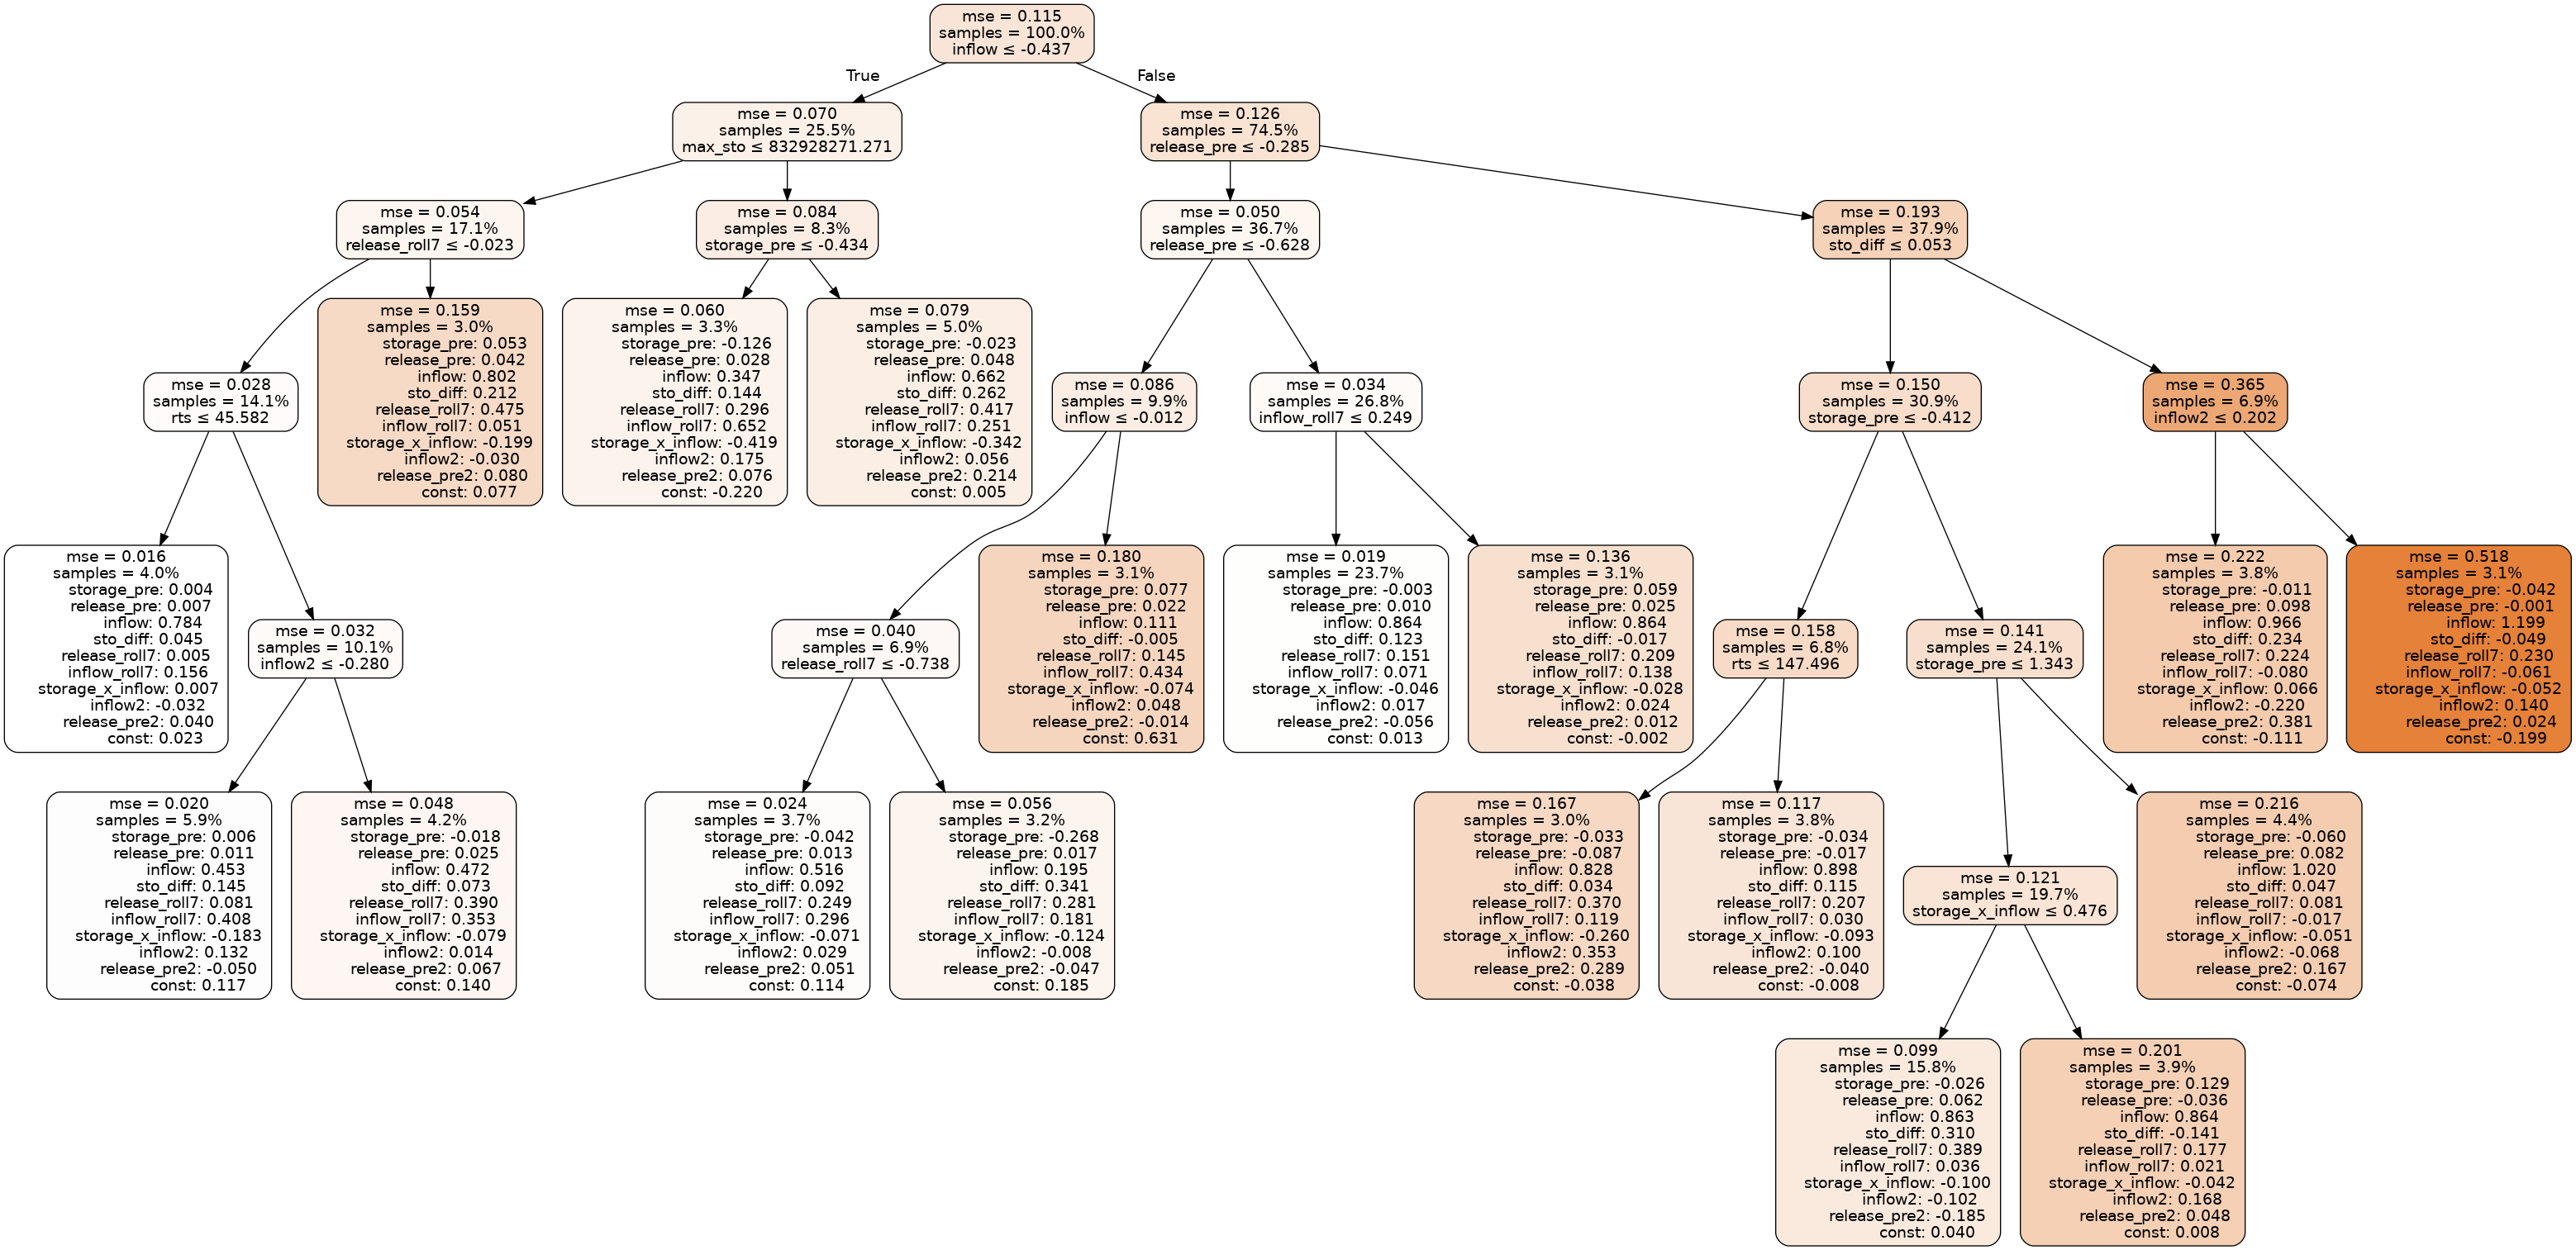 mse = 0.115
samples = 100.0%
inflow ≤ -0.437
True
False
mse = 0.070
samples = 25.5%
max_sto ≤ 832928271.271
mse = 0.126
samples = 74.5%
release_pre ≤ -0.285
mse = 0.054
samples = 17.1%
release_roll7 ≤ -0.023
mse = 0.084
samples = 8.3%
storage_pre ≤ -0.434
mse = 0.050
samples = 36.7%
release_pre ≤ -0.628
mse = 0.193
samples = 37.9%
sto_diff ≤ 0.053
mse = 0.159
samples = 3.0%
storage_pre: 0.053
release_pre: 0.042
inflow: 0.802
sto_diff: 0.212
release_roll7: 0.475
inflow_roll7: 0.051
storage_x_inflow: -0.199
inflow2: -0.030
release_pre2: 0.080
const: 0.077
mse = 0.060
samples = 3.3%
storage_pre: -0.126
release_pre: 0.028
inflow: 0.347
sto_diff: 0.144
release_roll7: 0.296
inflow_roll7: 0.652
storage_x_inflow: -0.419
inflow2: 0.175
release_pre2: 0.076
const: -0.220
mse = 0.079
samples = 5.0%
storage_pre: -0.023
release_pre: 0.048
inflow: 0.662
sto_diff: 0.262
release_roll7: 0.417
inflow_roll7: 0.251
storage_x_inflow: -0.342
inflow2: 0.056
release_pre2: 0.214
const: 0.005
mse = 0.028
samples = 14.1%
rts ≤ 45.582
mse = 0.086
samples = 9.9%
inflow ≤ -0.012
mse = 0.034
samples = 26.8%
inflow_roll7 ≤ 0.249
mse = 0.150
samples = 30.9%
storage_pre ≤ -0.412
mse = 0.365
samples = 6.9%
inflow2 ≤ 0.202
mse = 0.016
samples = 4.0%
storage_pre: 0.004
release_pre: 0.007
inflow: 0.784
sto_diff: 0.045
release_roll7: 0.005
inflow_roll7: 0.156
storage_x_inflow: 0.007
inflow2: -0.032
release_pre2: 0.040
const: 0.023
mse = 0.032
samples = 10.1%
inflow2 ≤ -0.280
mse = 0.040
samples = 6.9%
release_roll7 ≤ -0.738
mse = 0.180
samples = 3.1%
storage_pre: 0.077
release_pre: 0.022
inflow: 0.111
sto_diff: -0.005
release_roll7: 0.145
inflow_roll7: 0.434
storage_x_inflow: -0.074
inflow2: 0.048
release_pre2: -0.014
const: 0.631
mse = 0.019
samples = 23.7%
storage_pre: -0.003
release_pre: 0.010
inflow: 0.864
sto_diff: 0.123
release_roll7: 0.151
inflow_roll7: 0.071
storage_x_inflow: -0.046
inflow2: 0.017
release_pre2: -0.056
const: 0.013
mse = 0.136
samples = 3.1%
storage_pre: 0.059
release_pre: 0.025
inflow: 0.864
sto_diff: -0.017
release_roll7: 0.209
inflow_roll7: 0.138
storage_x_inflow: -0.028
inflow2: 0.024
release_pre2: 0.012
const: -0.002
mse = 0.158
samples = 6.8%
rts ≤ 147.496
mse = 0.141
samples = 24.1%
storage_pre ≤ 1.343
mse = 0.222
samples = 3.8%
storage_pre: -0.011
release_pre: 0.098
inflow: 0.966
sto_diff: 0.234
release_roll7: 0.224
inflow_roll7: -0.080
storage_x_inflow: 0.066
inflow2: -0.220
release_pre2: 0.381
const: -0.111
mse = 0.518
samples = 3.1%
storage_pre: -0.042
release_pre: -0.001
inflow: 1.199
sto_diff: -0.049
release_roll7: 0.230
inflow_roll7: -0.061
storage_x_inflow: -0.052
inflow2: 0.140
release_pre2: 0.024
const: -0.199
mse = 0.020
samples = 5.9%
storage_pre: 0.006
release_pre: 0.011
inflow: 0.453
sto_diff: 0.145
release_roll7: 0.081
inflow_roll7: 0.408
storage_x_inflow: -0.183
inflow2: 0.132
release_pre2: -0.050
const: 0.117
mse = 0.048
samples = 4.2%
storage_pre: -0.018
release_pre: 0.025
inflow: 0.472
sto_diff: 0.073
release_roll7: 0.390
inflow_roll7: 0.353
storage_x_inflow: -0.079
inflow2: 0.014
release_pre2: 0.067
const: 0.140
mse = 0.024
samples = 3.7%
storage_pre: -0.042
release_pre: 0.013
inflow: 0.516
sto_diff: 0.092
release_roll7: 0.249
inflow_roll7: 0.296
storage_x_inflow: -0.071
inflow2: 0.029
release_pre2: 0.051
const: 0.114
mse = 0.056
samples = 3.2%
storage_pre: -0.268
release_pre: 0.017
inflow: 0.195
sto_diff: 0.341
release_roll7: 0.281
inflow_roll7: 0.181
storage_x_inflow: -0.124
inflow2: -0.008
release_pre2: -0.047
const: 0.185
mse = 0.167
samples = 3.0%
storage_pre: -0.033
release_pre: -0.087
inflow: 0.828
sto_diff: 0.034
release_roll7: 0.370
inflow_roll7: 0.119
storage_x_inflow: -0.260
inflow2: 0.353
release_pre2: 0.289
const: -0.038
mse = 0.117
samples = 3.8%
storage_pre: -0.034
release_pre: -0.017
inflow: 0.898
sto_diff: 0.115
release_roll7: 0.207
inflow_roll7: 0.030
storage_x_inflow: -0.093
inflow2: 0.100
release_pre2: -0.040
const: -0.008
mse = 0.121
samples = 19.7%
storage_x_inflow ≤ 0.476
mse = 0.216
samples = 4.4%
storage_pre: -0.060
release_pre: 0.082
inflow: 1.020
sto_diff: 0.047
release_roll7: 0.081
inflow_roll7: -0.017
storage_x_inflow: -0.051
inflow2: -0.068
release_pre2: 0.167
const: -0.074
mse = 0.099
samples = 15.8%
storage_pre: -0.026
release_pre: 0.062
inflow: 0.863
sto_diff: 0.310
release_roll7: 0.389
inflow_roll7: 0.036
storage_x_inflow: -0.100
inflow2: -0.102
release_pre2: -0.185
const: 0.040
mse = 0.201
samples = 3.9%
storage_pre: 0.129
release_pre: -0.036
inflow: 0.864
sto_diff: -0.141
release_roll7: 0.177
inflow_roll7: 0.021
storage_x_inflow: -0.042
inflow2: 0.168
release_pre2: 0.048
const: 0.008